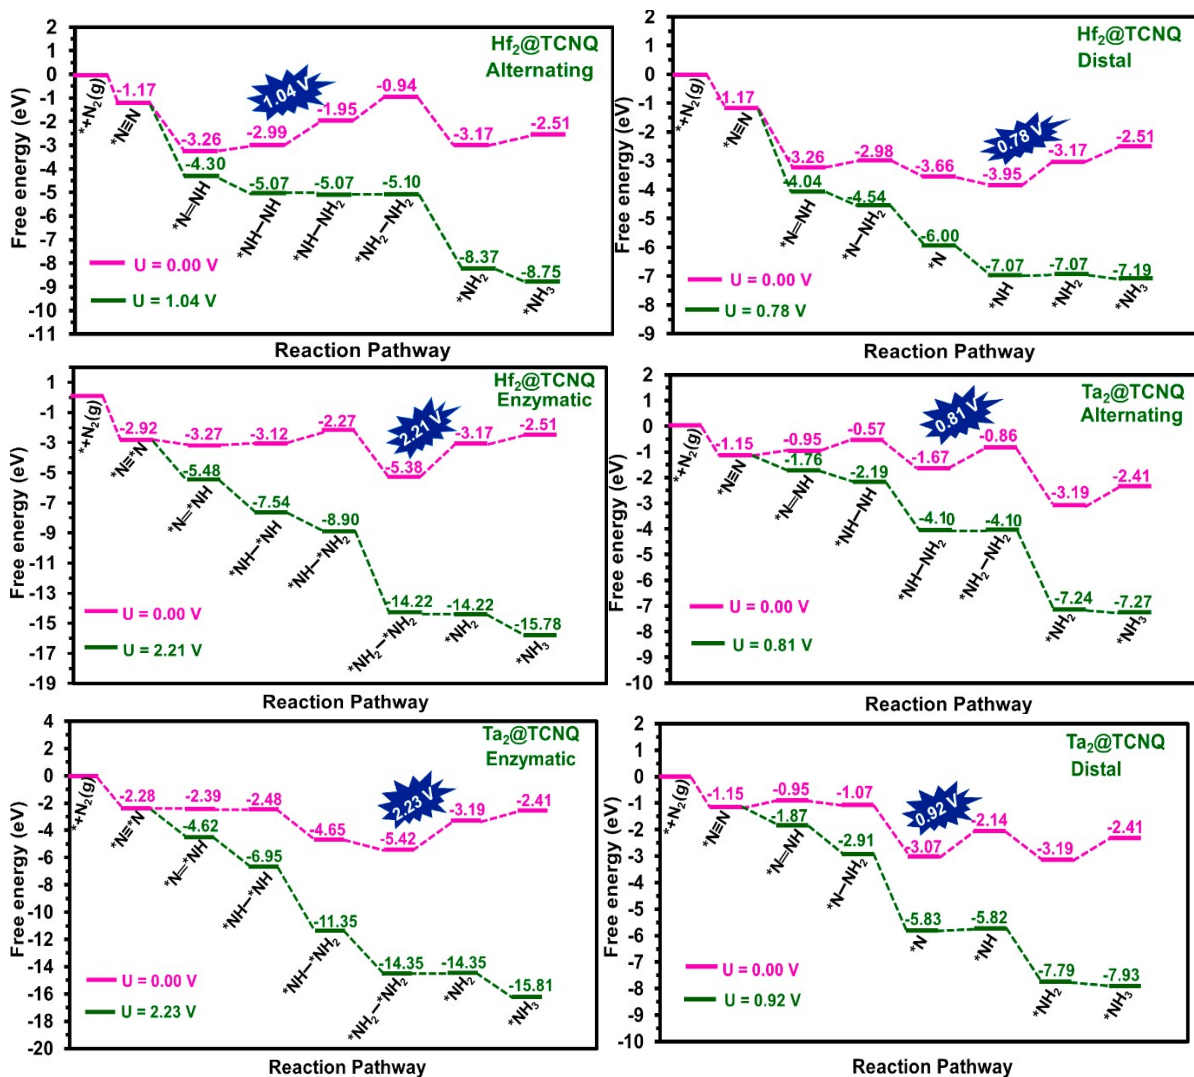 Hf₂@TCNQ
Alternating
Free energy (eV)
2
1
0
-1
-2
-3
-4
-5
-6
-7
-8
-9
-10
-11
*+N₂(g)
-1.17
*N≡N
-3.26
-2.99
1.04 V
-1.95
-0.94
-3.17
-2.51
-4.30
*N=NH
-5.07
*NH–NH
-5.07
*NH–NH₂
-5.10
*NH₂–NH₂
-8.37
*NH₂
-8.75
*NH₃
U = 0.00 V
U = 1.04 V
Reaction Pathway
Hf₂@TCNQ
Distal
Free energy (eV)
2
1
0
-1
-2
-3
-4
-5
-6
-7
-8
-9
*+N₂(g)
-1.17
*N≡N
-3.26
-2.98
-3.66
-3.95
0.78 V
-3.17
-2.51
-4.04
*N=NH
-4.54
*N–NH₂
-6.00
*N
-7.07
*NH
-7.07
*NH₂
-7.19
*NH₃
U = 0.00 V
U = 0.78 V
Reaction Pathway
Hf₂@TCNQ
Enzymatic
Free energy (eV)
1
-1
-3
-5
-7
-9
-11
-13
-15
-17
-19
*+N₂(g)
-2.92
*N≡*N
-3.27
-3.12
-2.27
-5.38
2.21 V
-3.17
-2.51
-5.48
*N=*NH
-7.54
*NH–*NH
-8.90
*NH–*NH₂
-14.22
*NH₂–*NH₂
-14.22
*NH₂
-15.78
*NH₃
U = 0.00 V
U = 2.21 V
Reaction Pathway
Ta₂@TCNQ
Alternating
Free energy (eV)
2
1
0
-1
-2
-3
-4
-5
-6
-7
-8
-9
-10
*+N₂(g)
-1.15
*N≡N
-0.95
-0.57
-1.67
0.81 V
-0.86
-3.19
-2.41
-1.76
*N=NH
-2.19
*NH–NH
-4.10
*NH–NH₂
-4.10
*NH₂–NH₂
-7.24
*NH₂
-7.27
*NH₃
U = 0.00 V
U = 0.81 V
Reaction Pathway
Ta₂@TCNQ
Enzymatic
Free energy (eV)
4
2
0
-2
-4
-6
-8
-10
-12
-14
-16
-18
-20
*+N₂(g)
-2.28
*N≡*N
-2.39
-2.48
-4.65
-5.42
2.23 V
-3.19
-2.41
-4.62
*N=*NH
-6.95
*NH–*NH
-11.35
*NH–*NH₂
-14.35
*NH₂–*NH₂
-14.35
*NH₂
-15.81
*NH₃
U = 0.00 V
U = 2.23 V
Reaction Pathway
Ta₂@TCNQ
Distal
Free energy (eV)
2
1
0
-1
-2
-3
-4
-5
-6
-7
-8
-9
-10
*+N₂(g)
-1.15
*N≡N
-0.95
-1.07
-3.07
0.92 V
-2.14
-3.19
-2.41
-1.87
*N=NH
-2.91
*N–NH₂
-5.83
*N
-5.82
*NH
-7.79
*NH₂
-7.93
*NH₃
U = 0.00 V
U = 0.92 V
Reaction Pathway